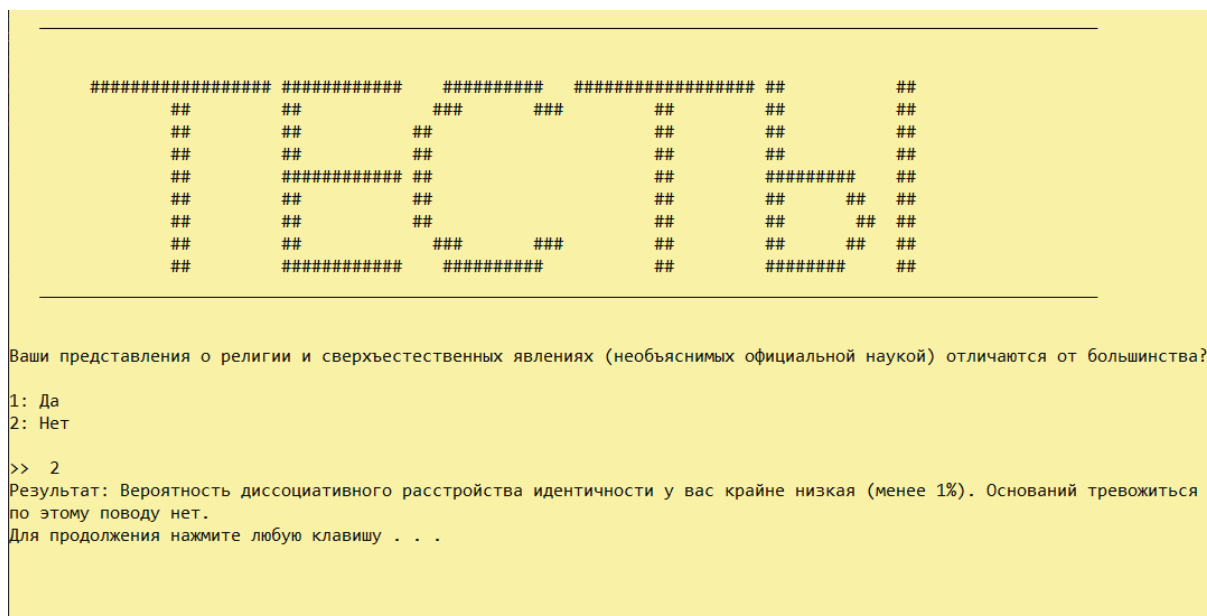 ТЕСТЫ
Ваши представления о религии и сверхъестественных явлениях (необъяснимых официальной наукой) отличаются от большинства?
1: Да
2: Нет
>>  2
Результат: Вероятность диссоциативного расстройства идентичности у вас крайне низкая (менее 1%). Оснований тревожиться
по этому поводу нет.
Для продолжения нажмите любую клавишу . . .